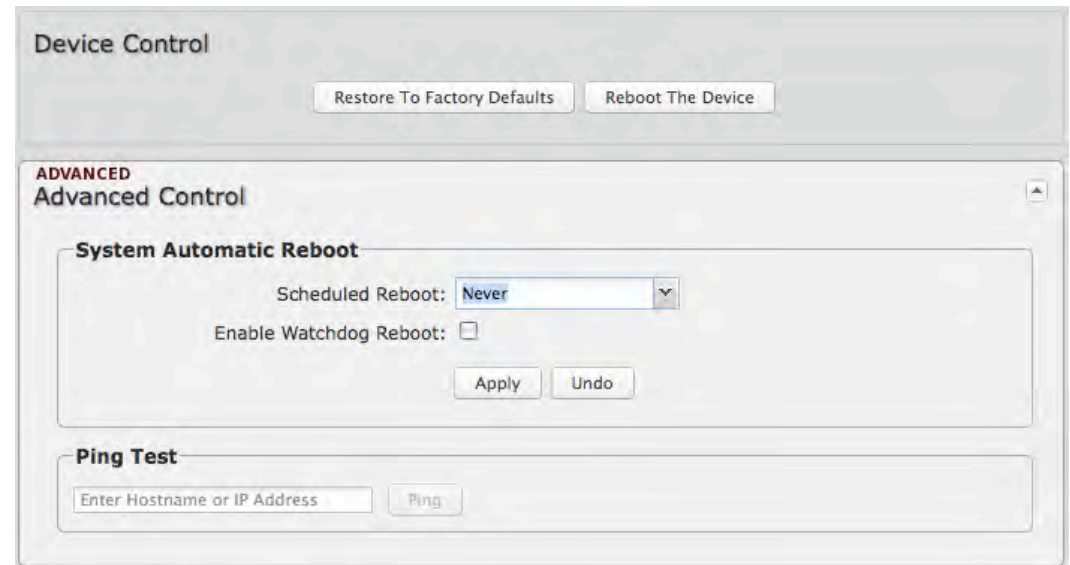 Device Control
Restore To Factory Defaults Reboot The Device
ADVANCED
Advanced Control
System Automatic Reboot
Scheduled Reboot: Never
Enable Watchdog Reboot:
Apply Undo
Ping Test
Enter Hostname or IP Address Ping